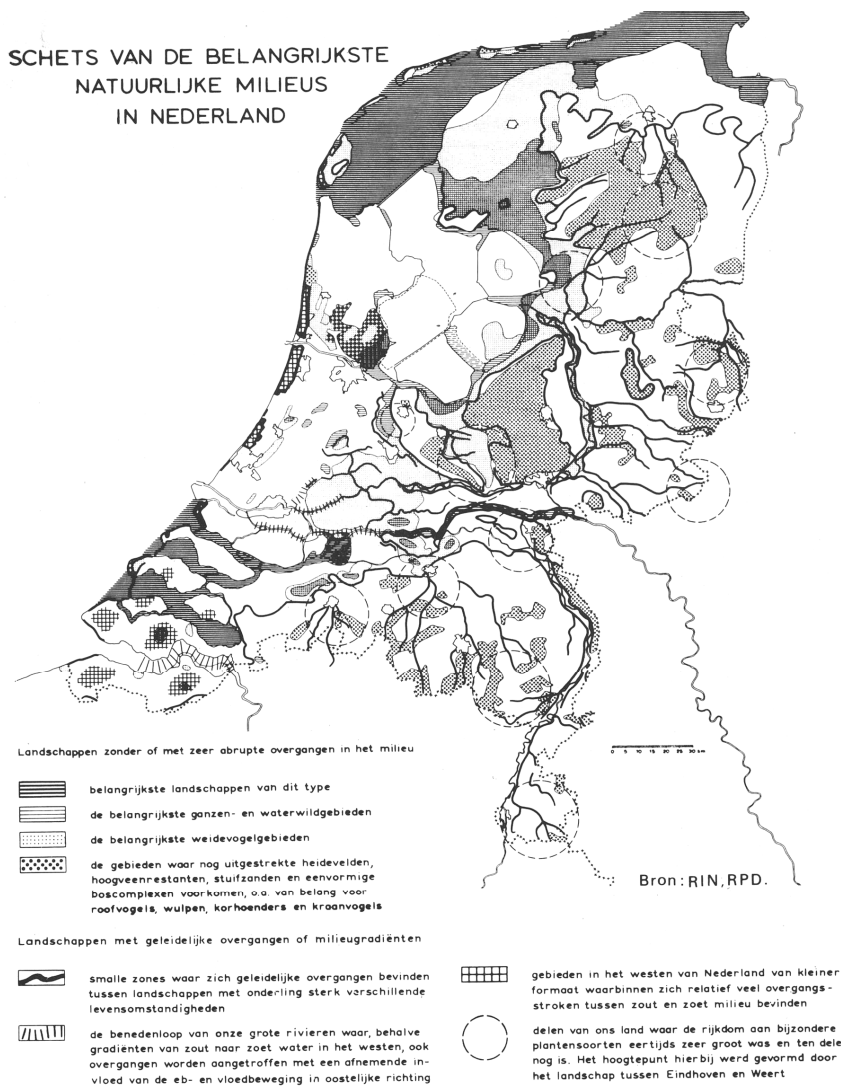 SCHETS VAN DE BELANGRIJKSTE
NATUURLIJKE MILIEUS
IN NEDERLAND
0 5 10 15 20 25 30 km
Bron: RIN, RPD.
Landschappen zonder of met zeer abrupte overgangen in het milieu
belangrijkste landschappen van dit type
de belangrijkste ganzen- en waterwildgebieden
de belangrijkste weidevogelgebieden
de gebieden waar nog uitgestrekte heidevelden,
hoogveenrestanten, stuifzanden en eenvormige
boscomplexen voorkomen, o.a. van belang voor
roofvogels, wulpen, korhoenders en kraanvogels
Landschappen met geleidelijke overgangen of milieugradiënten
smalle zones waar zich geleidelijke overgangen bevinden
tussen landschappen met onderling sterk verschillende
levensomstandigheden
de benedenloop van onze grote rivieren waar, behalve
gradiënten van zout naar zoet water in het westen, ook
overgangen worden aangetroffen met een afnemende in-
vloed van de eb- en vloedbeweging in oostelijke richting
gebieden in het westen van Nederland van kleiner
formaat waarbinnen zich relatief veel overgangs-
stroken tussen zout en zoet milieu bevinden
delen van ons land waar de rijkdom aan bijzondere
plantensoorten eertijds zeer groot was en ten dele
nog is. Het hoogtepunt hierbij werd gevormd door
het landschap tussen Eindhoven en Weert